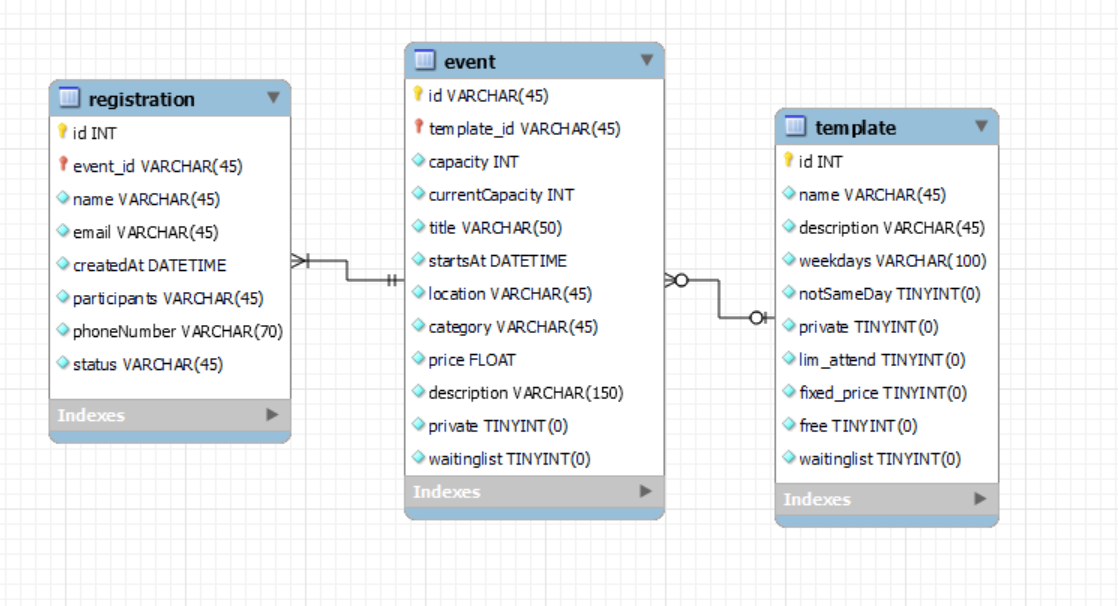 registration
id INT
event_id VARCHAR(45)
name VARCHAR(45)
email VARCHAR(45)
createdAt DATETIME
participants VARCHAR(45)
phoneNumber VARCHAR(70)
status VARCHAR(45)
Indexes
event
id VARCHAR(45)
template_id VARCHAR(45)
capacity INT
currentCapacity INT
title VARCHAR(50)
startsAt DATETIME
location VARCHAR(45)
category VARCHAR(45)
price FLOAT
description VARCHAR(150)
private TINYINT(0)
waitinglist TINYINT(0)
Indexes
template
id INT
name VARCHAR(45)
description VARCHAR(45)
weekdays VARCHAR(100)
notSameDay TINYINT(0)
private TINYINT(0)
lim_attend TINYINT(0)
fixed_price TINYINT(0)
free TINYINT(0)
waitinglist TINYINT(0)
Indexes